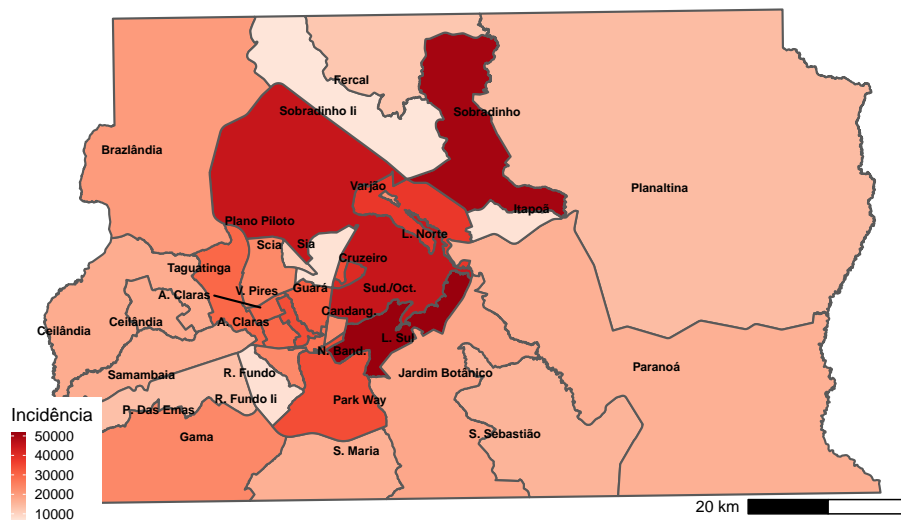 Fercal
Sobradinho Ii
Sobradinho
Brazlândia
Varjão
Planaltina
Itapoã
Plano Piloto
L. Norte
Scia
Sia
Cruzeiro
Taguatinga
V. Pires
Guará
Sud./Oct.
A. Claras
Candang.
Ceilândia
Ceilândia
A. Claras
L. Sul
N. Band.
Samambaia
R. Fundo
Jardim Botânico
Paranoá
R. Fundo Ii
Park Way
P. Das Emas
Gama
S. Sebastião
S. Maria
Incidência
50000
40000
30000
20000
10000
20 km